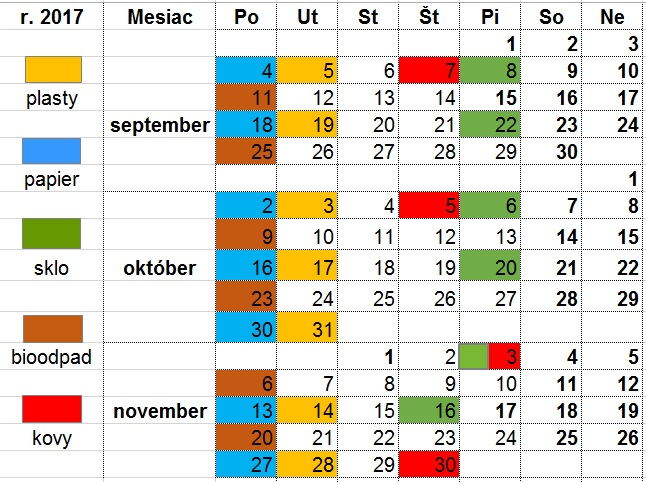 r. 2017 Mesiac Po Ut St Št Pi So Ne
1 2 3
4 5 6 7 8 9 10
plasty 11 12 13 14 15 16 17
september 18 19 20 21 22 23 24
25 26 27 28 29 30
papier 1
2 3 4 5 6 7 8
9 10 11 12 13 14 15
sklo október 16 17 18 19 20 21 22
23 24 25 26 27 28 29
30 31
bioodpad 1 2 3 4 5
6 7 8 9 10 11 12
november 13 14 15 16 17 18 19
kovy 20 21 22 23 24 25 26
27 28 29 30